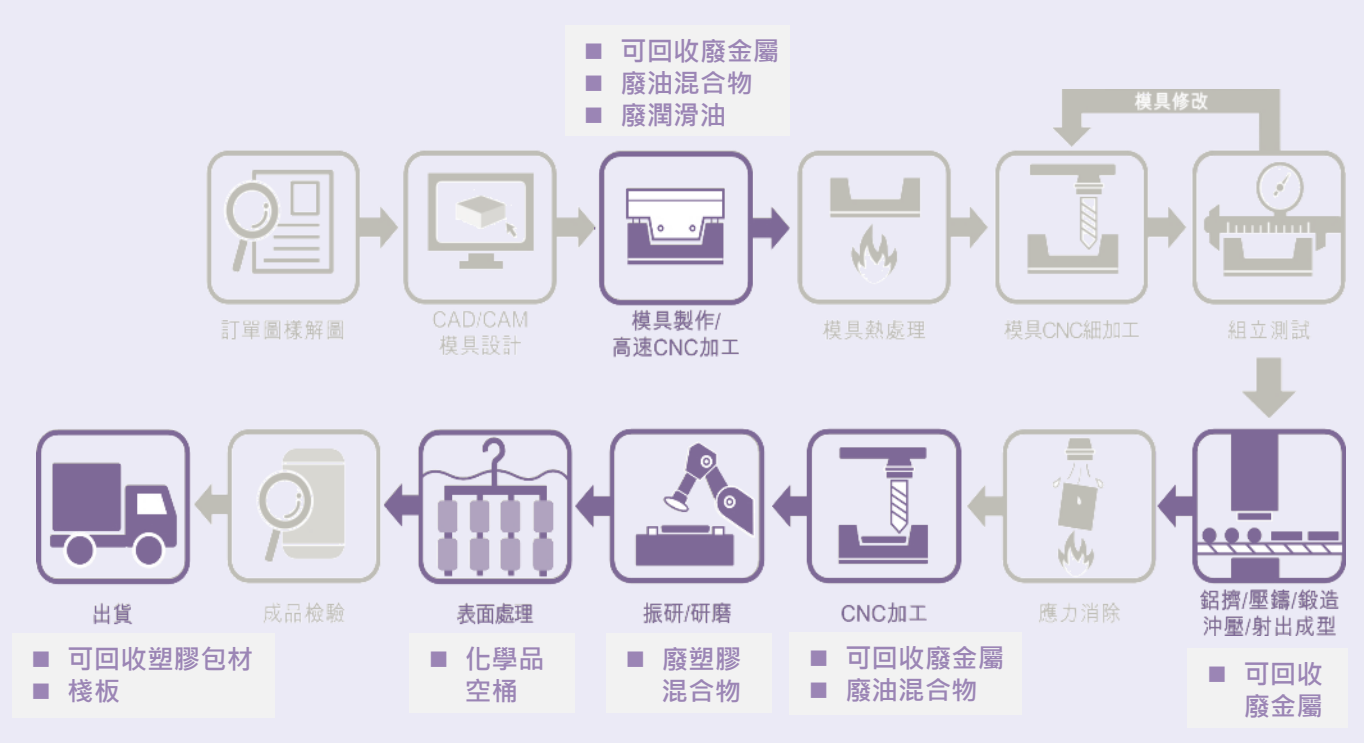 可回收廢金屬
廢油混合物
廢潤滑油
模具修改
訂單圖樣解圖
CAD/CAM
模具設計
模具製作/
高速CNC加工
模具熱處理
模具CNC細加工
組立測試
出貨
成品檢驗
表面處理
振研/研磨
CNC加工
應力消除
鋁擠/壓鑄/鍛造
沖壓/射出成型
可回收塑膠包材
棧板
化學品
空桶
廢塑膠
混合物
可回收廢金屬
廢油混合物
可回收
廢金屬